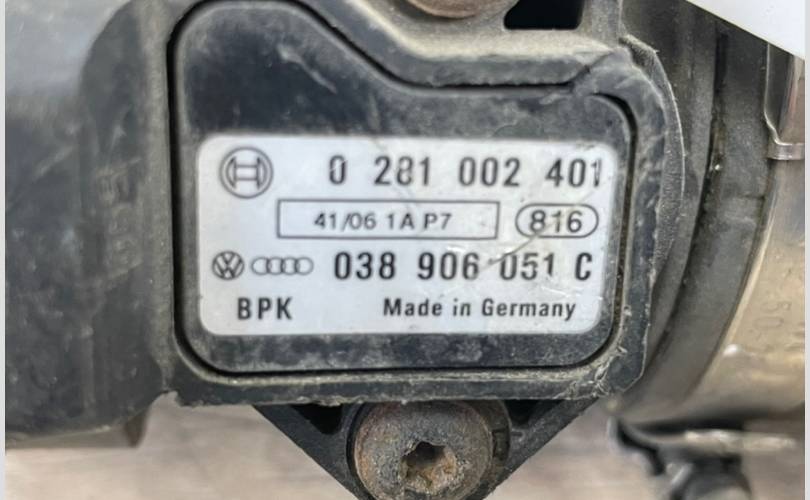 0 281 002 401
41/06 1A P7 816
038 906 051 C
BPK Made in Germany